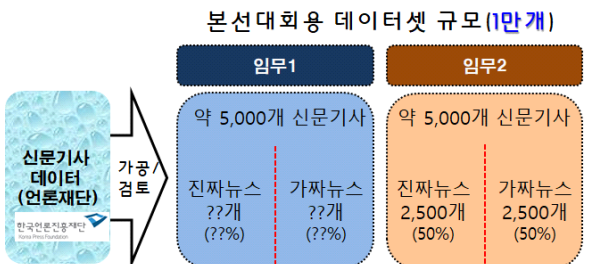 본선대회용 데이터셋 규모(1만개)
임무1
임무2
신문기사
데이터
(언론재단)
한국언론진흥재단
Korea Press Foundation
가공/
검토
약 5,000개 신문기사
진짜뉴스
??개
(??%)
가짜뉴스
??개
(??%)
약 5,000개 신문기사
진짜뉴스
2,500개
(50%)
가짜뉴스
2,500개
(50%)